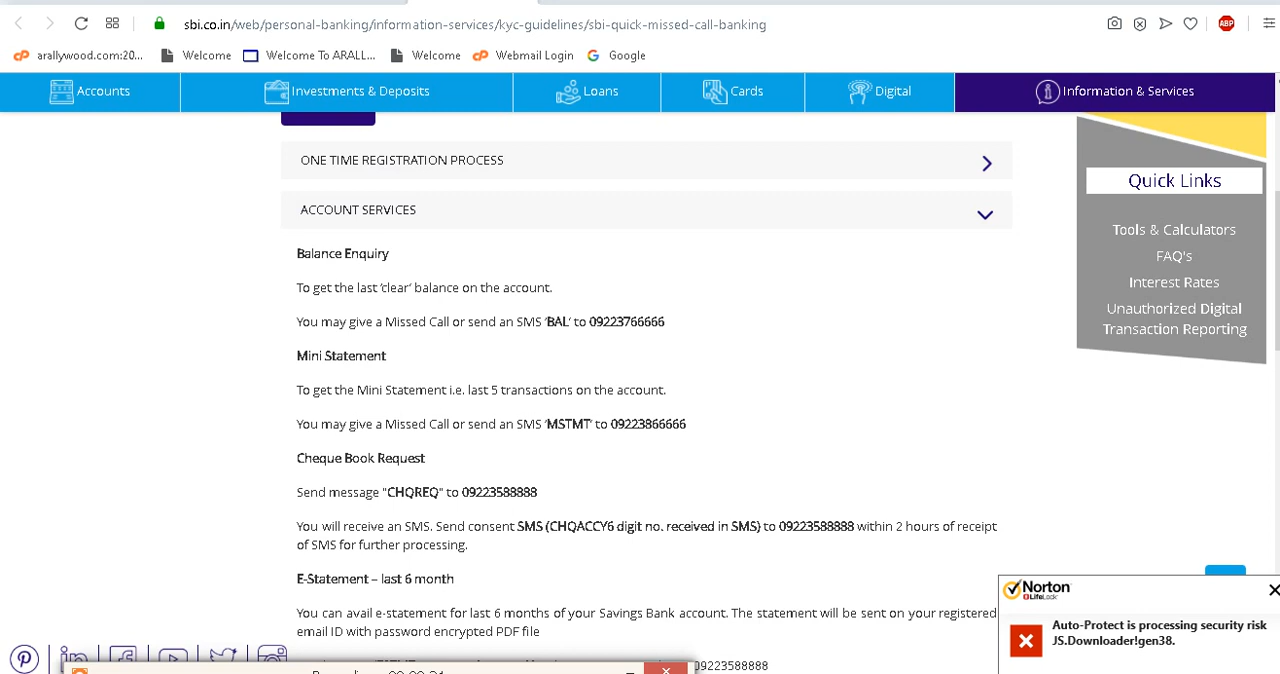 sbi.co.in/web/personal-banking/information-services/kyc-guidelines/sbi-quick-missed-call-banking
ABP
arallywood.com:20... Welcome Welcome To ARALL... Welcome Webmail Login Google
Accounts Investments & Deposits Loans Cards Digital Information & Services
ONE TIME REGISTRATION PROCESS
ACCOUNT SERVICES
Balance Enquiry
To get the last ‘clear’ balance on the account.
You may give a Missed Call or send an SMS ‘BAL’ to 09223766666
Mini Statement
To get the Mini Statement i.e. last 5 transactions on the account.
You may give a Missed Call or send an SMS ‘MSTMT’ to 09223866666
Cheque Book Request
Send message "CHQREQ" to 09223588888
You will receive an SMS. Send consent SMS (CHQACCY6 digit no. received in SMS) to 09223588888 within 2 hours of receipt
of SMS for further processing.
E-Statement – last 6 month
You can avail e-statement for last 6 months of your Savings Bank account. The statement will be sent on your registered
email ID with password encrypted PDF file
09223588888
Quick Links
Tools & Calculators
FAQ's
Interest Rates
Unauthorized Digital
Transaction Reporting
Norton
LifeLock
Auto-Protect is processing security risk
JS.Downloader!gen38.